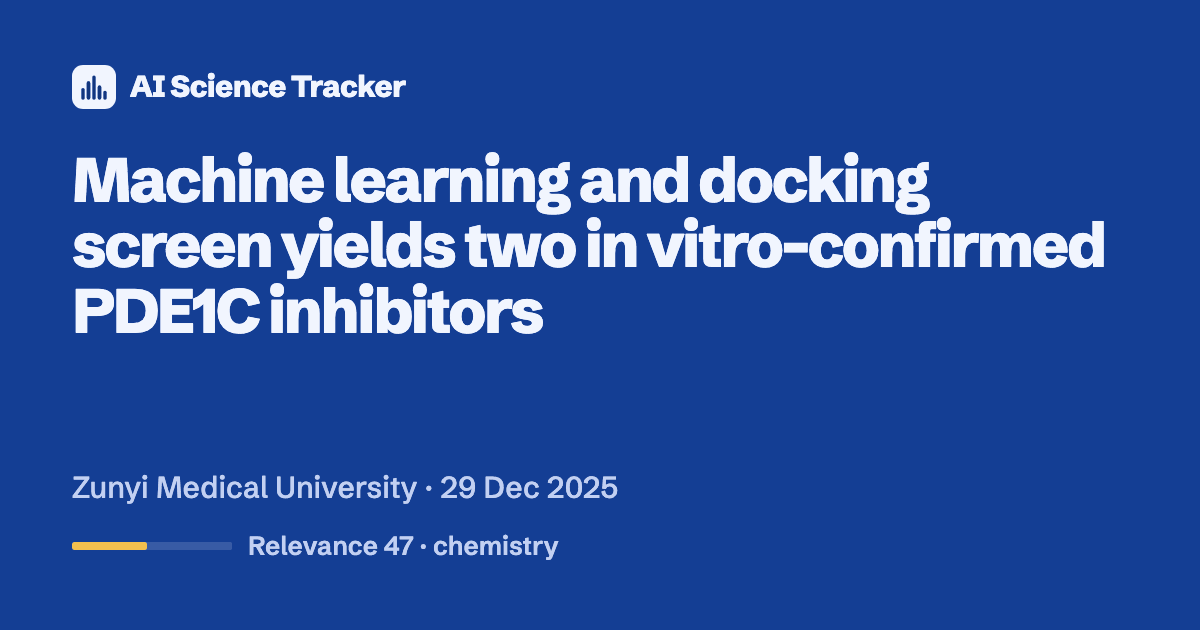 AI Science Tracker
Machine learning and docking
screen yields two in vitro-confirmed
PDE1C inhibitors
Zunyi Medical University · 29 Dec 2025
Relevance 47 · chemistry